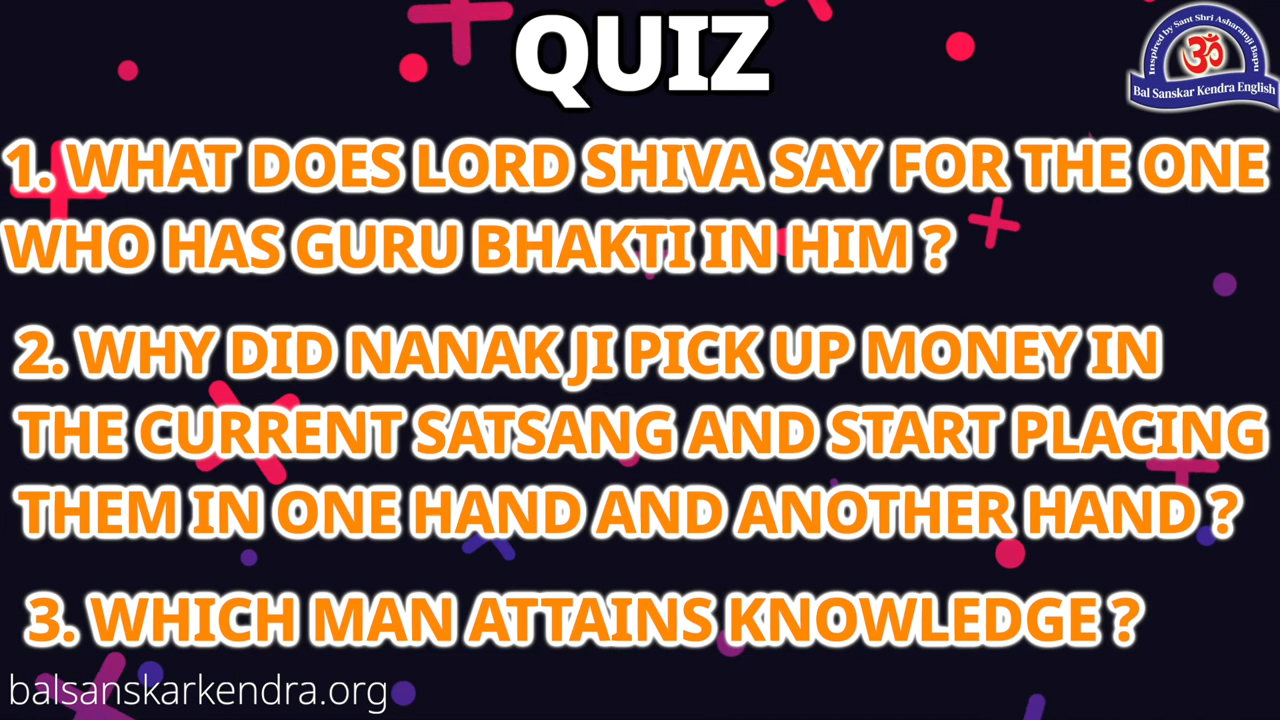 QUIZ
Inspired by Sant Shri Asharamji Bapu
ॐ
Bal Sanskar Kendra English
1. WHAT DOES LORD SHIVA SAY FOR THE ONE
WHO HAS GURU BHAKTI IN HIM ?
2. WHY DID NANAK JI PICK UP MONEY IN
THE CURRENT SATSANG AND START PLACING
THEM IN ONE HAND AND ANOTHER HAND ?
3. WHICH MAN ATTAINS KNOWLEDGE ?
balsanskarkendra.org